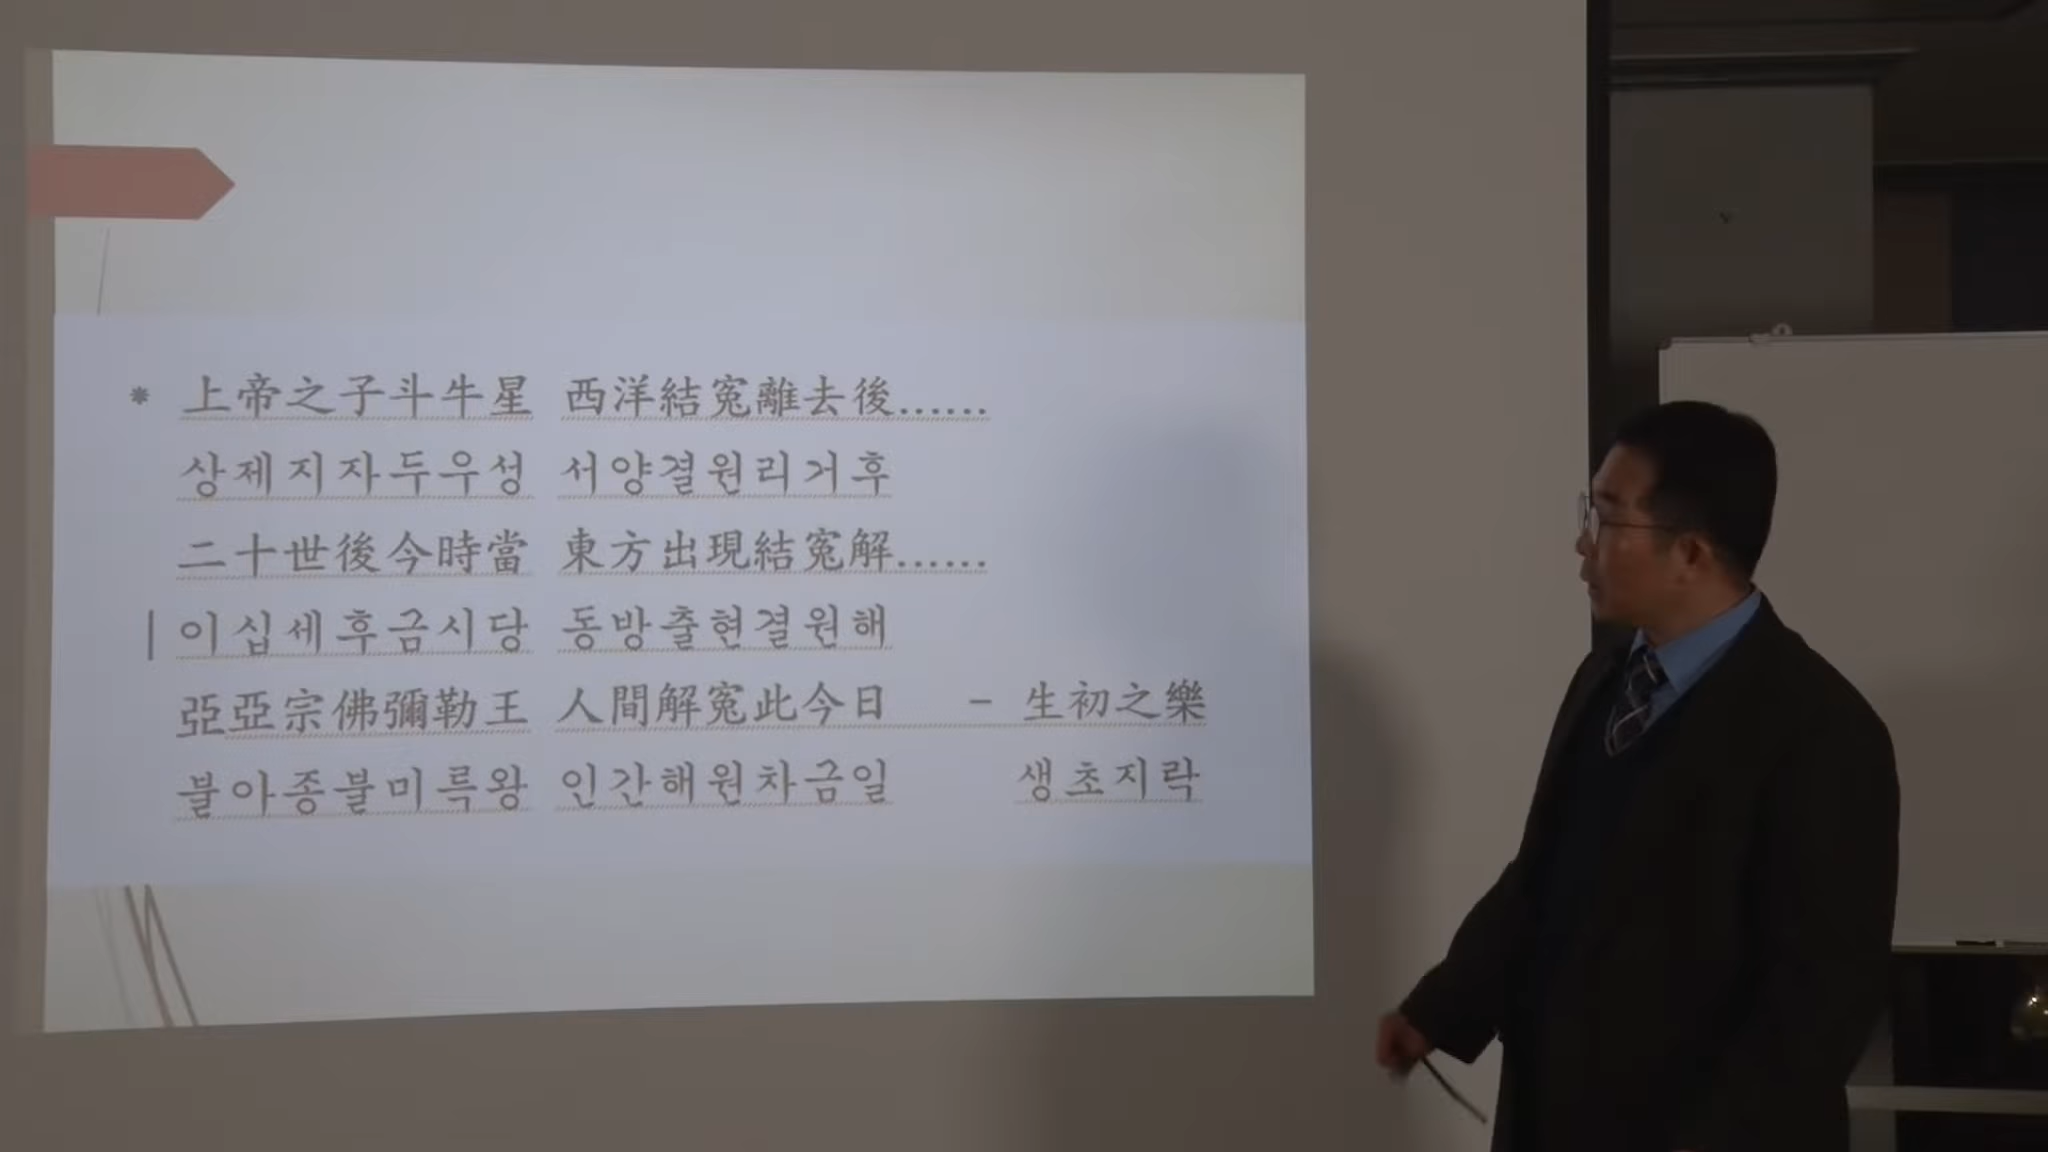 * 上帝之子斗牛星 西洋結寃離去後......
상제지자두우성 서양결원리거후
二十世後今時當 東方出現結寃解......
이십세후금시당 동방출현결원해
亞宗佛彌勒王 人間解寃此今日 - 生初之樂
불아종불미륵왕 인간해원차금일 생초지락